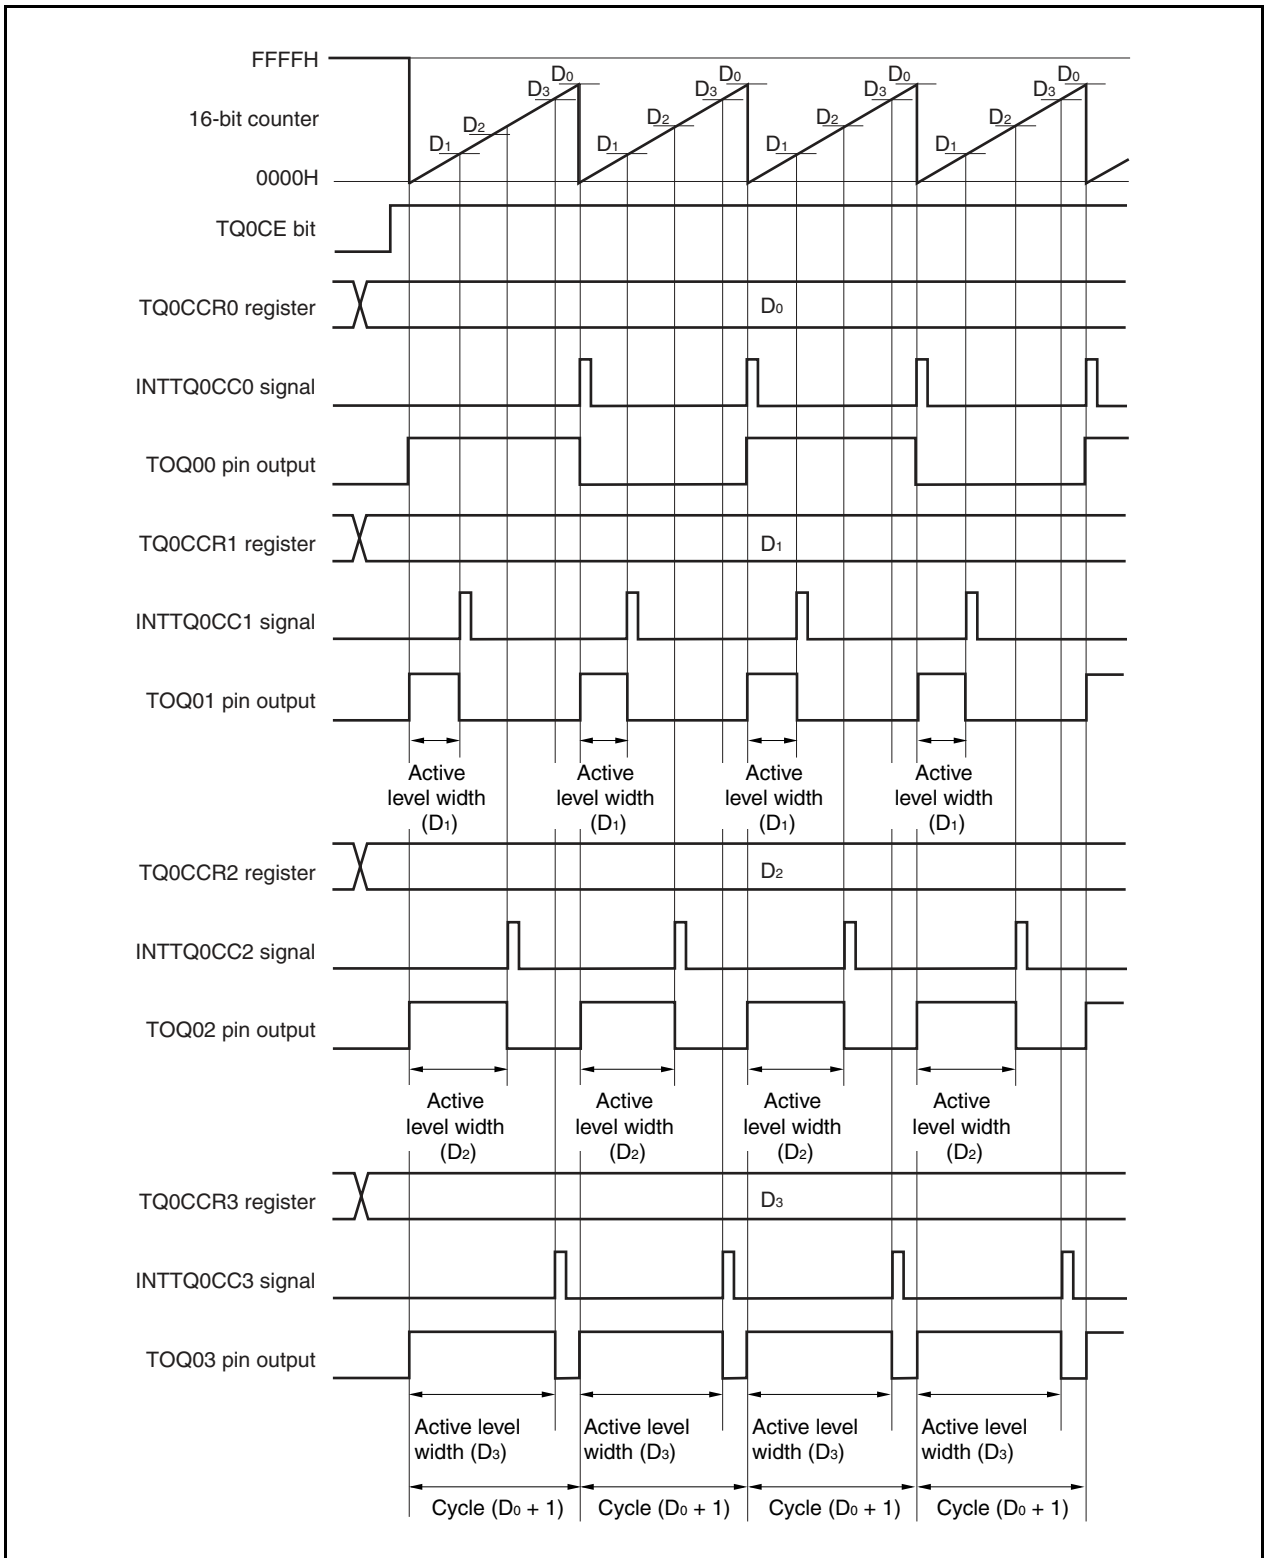 FFFFH
D0 D0 D0 D0
D3 D3 D3 D3
16-bit counter
D2 D2 D2 D2
D1 D1 D1 D1
0000H
TQ0CE bit
TQ0CCR0 register
D0
INTTQ0CC0 signal
TOQ00 pin output
TQ0CCR1 register
D1
INTTQ0CC1 signal
TOQ01 pin output
Active Active Active Active
level width level width level width level width
(D1) (D1) (D1) (D1)
TQ0CCR2 register
D2
INTTQ0CC2 signal
TOQ02 pin output
Active Active Active Active
level width level width level width level width
(D2) (D2) (D2) (D2)
TQ0CCR3 register
D3
INTTQ0CC3 signal
TOQ03 pin output
Active level Active level Active level Active level
width (D3) width (D3) width (D3) width (D3)
Cycle (D0 + 1) Cycle (D0 + 1) Cycle (D0 + 1) Cycle (D0 + 1)